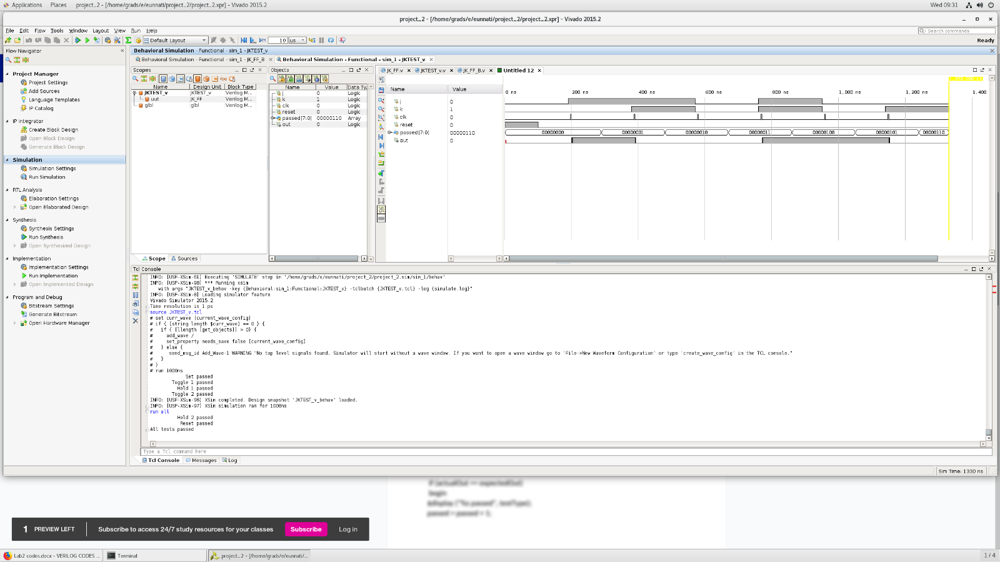 Applications Places project_2 - [/home/grads/e/eunnati/project_2/project_2.xpr] - Vivado 2015.2 Wed 09:31
project_2 - [/home/grads/e/eunnati/project_2/project_2.xpr] - Vivado 2015.2
File Edit Flow Tools Window Layout View Run Help Search commands
Default Layout 10 us Ready
Flow Navigator
Project Manager
Project Settings
Add Sources
Language Templates
IP Catalog
IP Integrator
Create Block Design
Open Block Design
Generate Block Design
Simulation
Simulation Settings
Run Simulation
RTL Analysis
Elaboration Settings
Open Elaborated Design
Synthesis
Synthesis Settings
Run Synthesis
Open Synthesized Design
Implementation
Implementation Settings
Run Implementation
Open Implemented Design
Program and Debug
Bitstream Settings
Generate Bitstream
Open Hardware Manager
Behavioral Simulation - Functional - sim_1 - JKTEST_v
Behavioral Simulation - Functional - sim_1 - JK_FF_B
Behavioral Simulation - Functional - sim_1 - JKTEST_v
Scopes
Name Design Unit Block Type
JKTEST_v JKTEST_v Verilog M...
uut JK_FF Verilog M...
glbl glbl Verilog M...
Scope Sources
Objects
Name Value Data Ty...
j 0 Logic
k 1 Logic
clk 0 Logic
reset 0 Logic
passed[7:0] 00000110 Array
out 0 Logic
JK_FF.v JKTEST_v.v JK_FF_B.v Untitled 12
Name Value
0 ns 200 ns 400 ns 600 ns 800 ns 1,000 ns 1,200 ns 1,400
j 0
k 1
clk 0
reset 0
passed[7:0] 00000110 00000000 00000001 00000010 00000011 00000100 00000101 00000110
out 0
Tcl Console
INFO: [USF-XSim-61] Executing 'SIMULATE' step in '/home/grads/e/eunnati/project_2/project_2.sim/sim_1/behav'
INFO: [USF-XSim-98] *** Running xsim
with args "JKTEST_v_behav -key {Behavioral:sim_1:Functional:JKTEST_v} -tclbatch {JKTEST_v.tcl} -log {simulate.log}"
INFO: [USF-XSim-8] Loading simulator feature
Vivado Simulator 2015.2
Time resolution is 1 ps
source JKTEST_v.tcl
# set curr_wave [current_wave_config]
# if { [string length $curr_wave] == 0 } {
# if { [llength [get_objects]] > 0} {
# add_wave /
# set_property needs_save false [current_wave_config]
# } else {
# send_msg_id Add_Wave-1 WARNING "No top level signals found. Simulator will start without a wave window. If you want to open a wave window go to 'File->New Waveform Configuration' or type 'create_wave_config' in the TCL console."
# }
# }
# run 1000ns
Set passed
Toggle 1 passed
Hold 1 passed
Toggle 2 passed
INFO: [USF-XSim-96] XSim completed. Design snapshot 'JKTEST_v_behav' loaded.
INFO: [USF-XSim-97] XSim simulation ran for 1000ns
run all
Hold 2 passed
Reset passed
All tests passed
Type a Tcl command here
Tcl Console Messages Log
Sim Time: 1330 ns
if (actualOut == expectedOut)
begin
$display ("%s passed", testType);
passed = passed + 1;
1 PREVIEW LEFT Subscribe to access 24/7 study resources for your classes Subscribe Log in
Lab2 codes.docx - VERILOG CODES ... Terminal project_2 - [/home/grads/e/eunnati/... 1 / 4